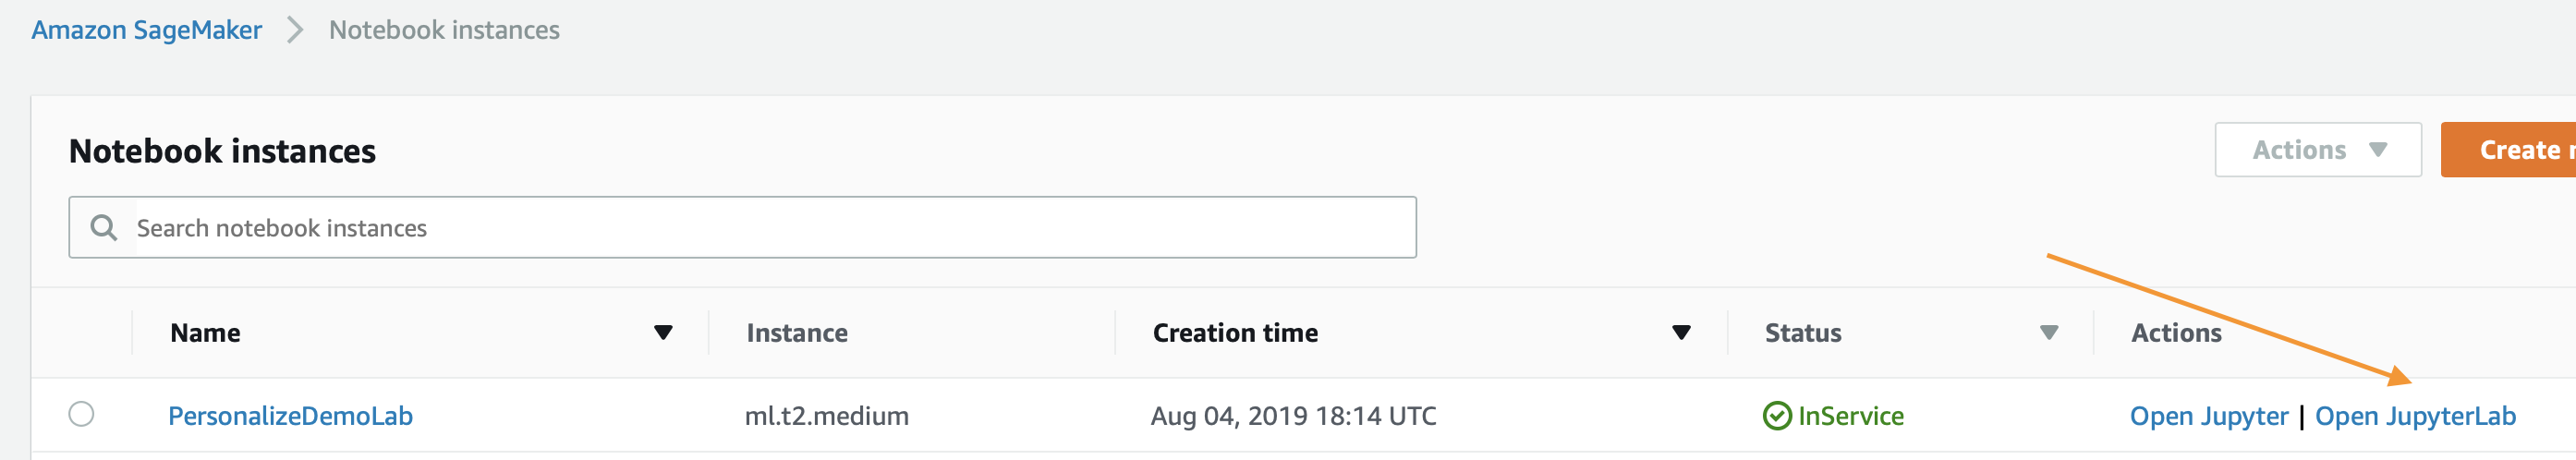 Amazon SageMaker > Notebook instances
Notebook instances
Actions
Create
Search notebook instances
Name Instance Creation time Status Actions
PersonalizeDemoLab ml.t2.medium Aug 04, 2019 18:14 UTC InService Open Jupyter | Open JupyterLab